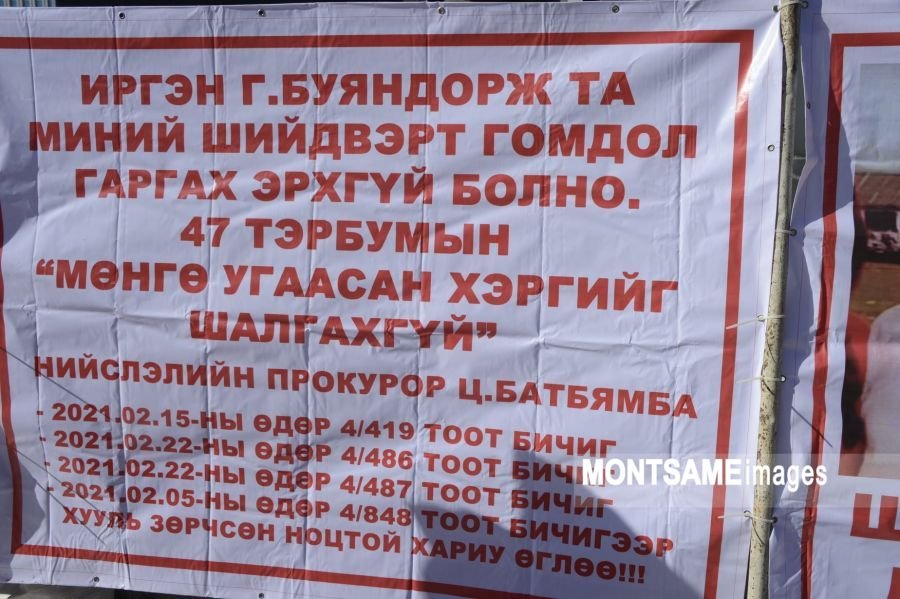 ИРГЭН Г.БУЯНДОРЖ ТА
МИНИЙ ШИЙДВЭРТ ГОМДОЛ
ГАРГАХ ЭРХГҮЙ БОЛНО.
47 ТЭРБУМЫН
“МӨНГӨ УГААСАН ХЭРГИЙГ
ШАЛГАХГҮЙ”
НИЙСЛЭЛИЙН ПРОКУРОР Ц.БАТБЯМБА
- 2021.02.15-НЫ ӨДӨР 4/419 ТООТ БИЧИГ
- 2021.02.22-НЫ ӨДӨР 4/486 ТООТ
- 2021.02.22-НЫ ӨДӨР 4/487 ТООТ БИЧИГ
- 2021.02.05-НЫ ӨДӨР 4/848 ТООТ БИЧИГЭЭР
ХУУЛЬ ЗӨРЧСӨН НОЦТОЙ ХАРИУ ӨГЛӨӨ!!!
MONTSAME images